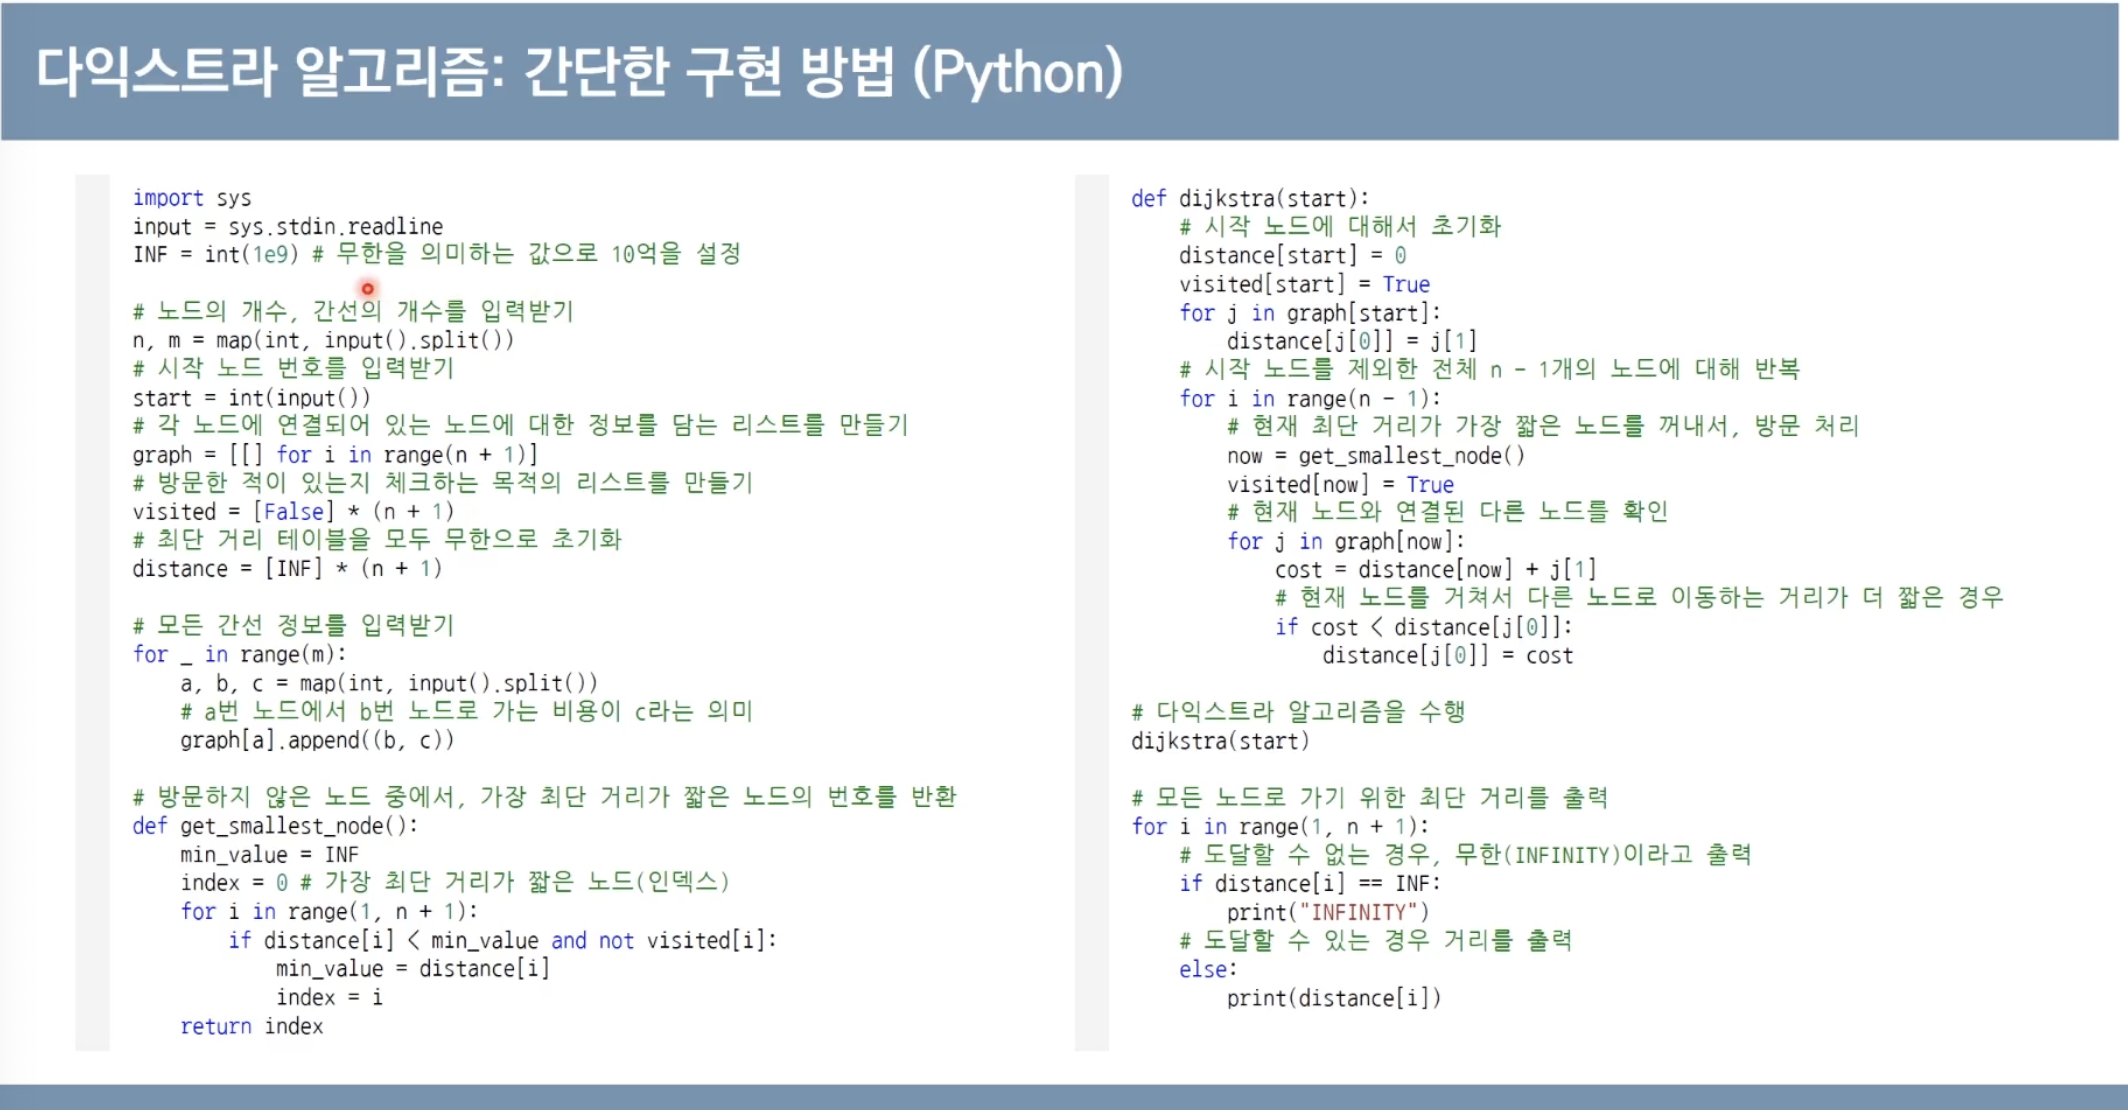 다익스트라 알고리즘: 간단한 구현 방법 (Python)
import sys
input = sys.stdin.readline
INF = int(1e9) # 무한을 의미하는 값으로 10억을 설정

# 노드의 개수, 간선의 개수를 입력받기
n, m = map(int, input().split())
# 시작 노드 번호를 입력받기
start = int(input())
# 각 노드에 연결되어 있는 노드에 대한 정보를 담는 리스트를 만들기
graph = [[] for i in range(n + 1)]
# 방문한 적이 있는지 체크하는 목적의 리스트를 만들기
visited = [False] * (n + 1)
# 최단 거리 테이블을 모두 무한으로 초기화
distance = [INF] * (n + 1)

# 모든 간선 정보를 입력받기
for _ in range(m):
    a, b, c = map(int, input().split())
    # a번 노드에서 b번 노드로 가는 비용이 c라는 의미
    graph[a].append((b, c))

# 방문하지 않은 노드 중에서, 가장 최단 거리가 짧은 노드의 번호를 반환
def get_smallest_node():
    min_value = INF
    index = 0 # 가장 최단 거리가 짧은 노드(인덱스)
    for i in range(1, n + 1):
        if distance[i] < min_value and not visited[i]:
            min_value = distance[i]
            index = i
    return index

def dijkstra(start):
    # 시작 노드에 대해서 초기화
    distance[start] = 0
    visited[start] = True
    for j in graph[start]:
        distance[j[0]] = j[1]
    # 시작 노드를 제외한 전체 n - 1개의 노드에 대해 반복
    for i in range(n - 1):
        # 현재 최단 거리가 가장 짧은 노드를 꺼내서, 방문 처리
        now = get_smallest_node()
        visited[now] = True
        # 현재 노드와 연결된 다른 노드를 확인
        for j in graph[now]:
            cost = distance[now] + j[1]
            # 현재 노드를 거쳐서 다른 노드로 이동하는 거리가 더 짧은 경우
            if cost < distance[j[0]]:
                distance[j[0]] = cost

# 다익스트라 알고리즘을 수행
dijkstra(start)

# 모든 노드로 가기 위한 최단 거리를 출력
for i in range(1, n + 1):
    # 도달할 수 없는 경우, 무한(INFINITY)이라고 출력
    if distance[i] == INF:
        print("INFINITY")
    # 도달할 수 있는 경우 거리를 출력
    else:
        print(distance[i])